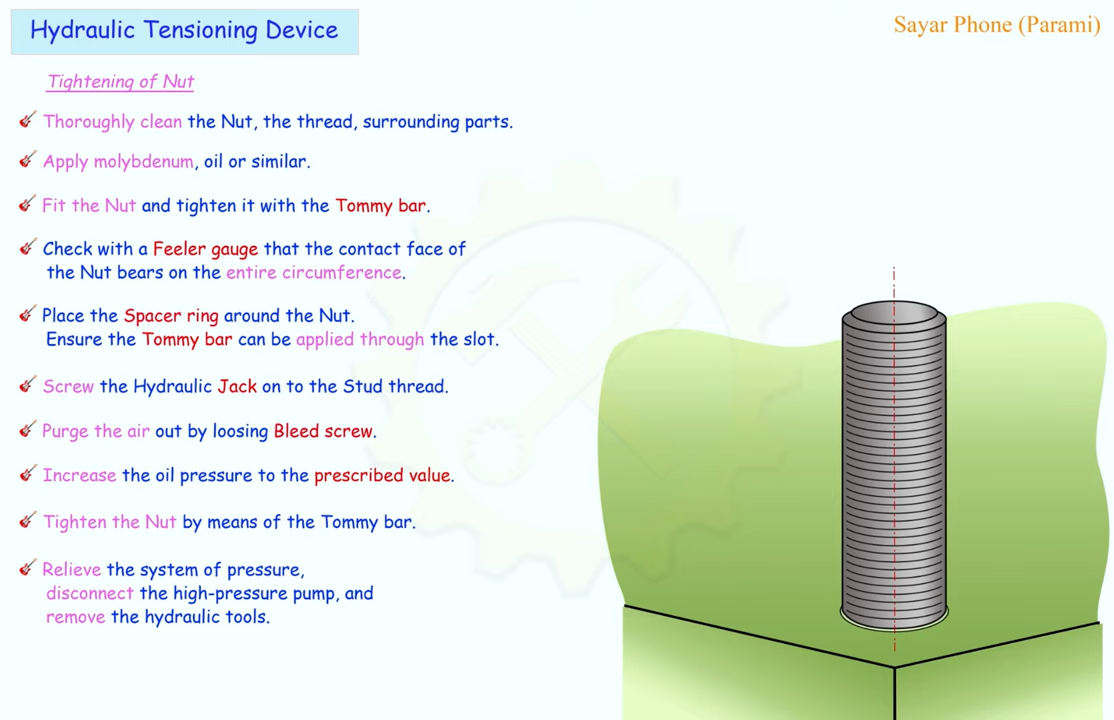 Hydraulic Tensioning Device
Sayar Phone (Parami)
Tightening of Nut
Thoroughly clean the Nut, the thread, surrounding parts.
Apply molybdenum, oil or similar.
Fit the Nut and tighten it with the Tommy bar.
Check with a Feeler gauge that the contact face of
the Nut bears on the entire circumference.
Place the Spacer ring around the Nut.
Ensure the Tommy bar can be applied through the slot.
Screw the Hydraulic Jack on to the Stud thread.
Purge the air out by loosing Bleed screw.
Increase the oil pressure to the prescribed value.
Tighten the Nut by means of the Tommy bar.
Relieve the system of pressure,
disconnect the high-pressure pump, and
remove the hydraulic tools.